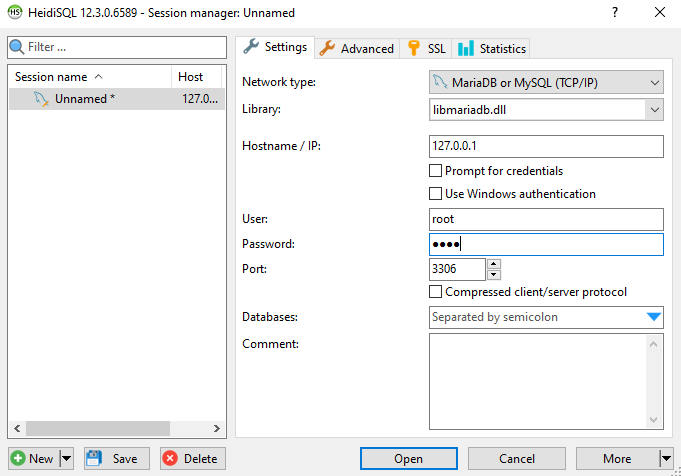 HeidiSQL 12.3.0.6589 - Session manager: Unnamed
Filter ...
Session name Host
Unnamed * 127.0...
Settings Advanced SSL Statistics
Network type: MariaDB or MySQL (TCP/IP)
Library: libmariadb.dll
Hostname / IP: 127.0.0.1
Prompt for credentials
Use Windows authentication
User: root
Password: ●●●●
Port: 3306
Compressed client/server protocol
Databases: Separated by semicolon
Comment:
New Save Delete Open Cancel More